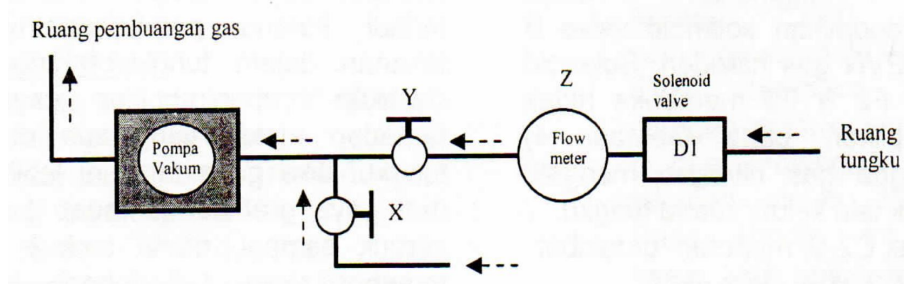 Ruang pembuangan gas
Pompa
Vakum
Y
X
Z
Flow
meter
Solenoid
valve
D1
Ruang
tungku